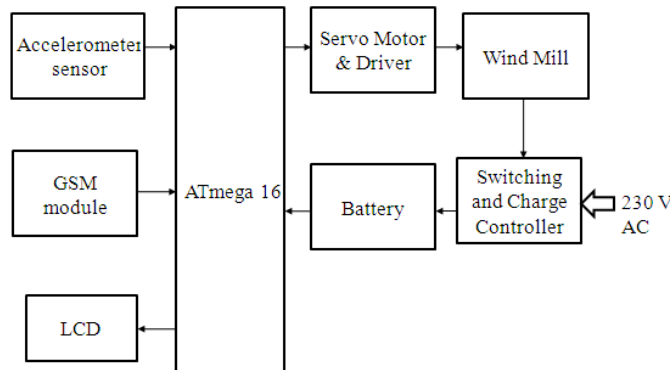 Accelerometer
sensor
Servo Motor
& Driver
Wind Mill
GSM
module
ATmega 16
Battery
Switching
and Charge
Controller
230 V
AC
LCD